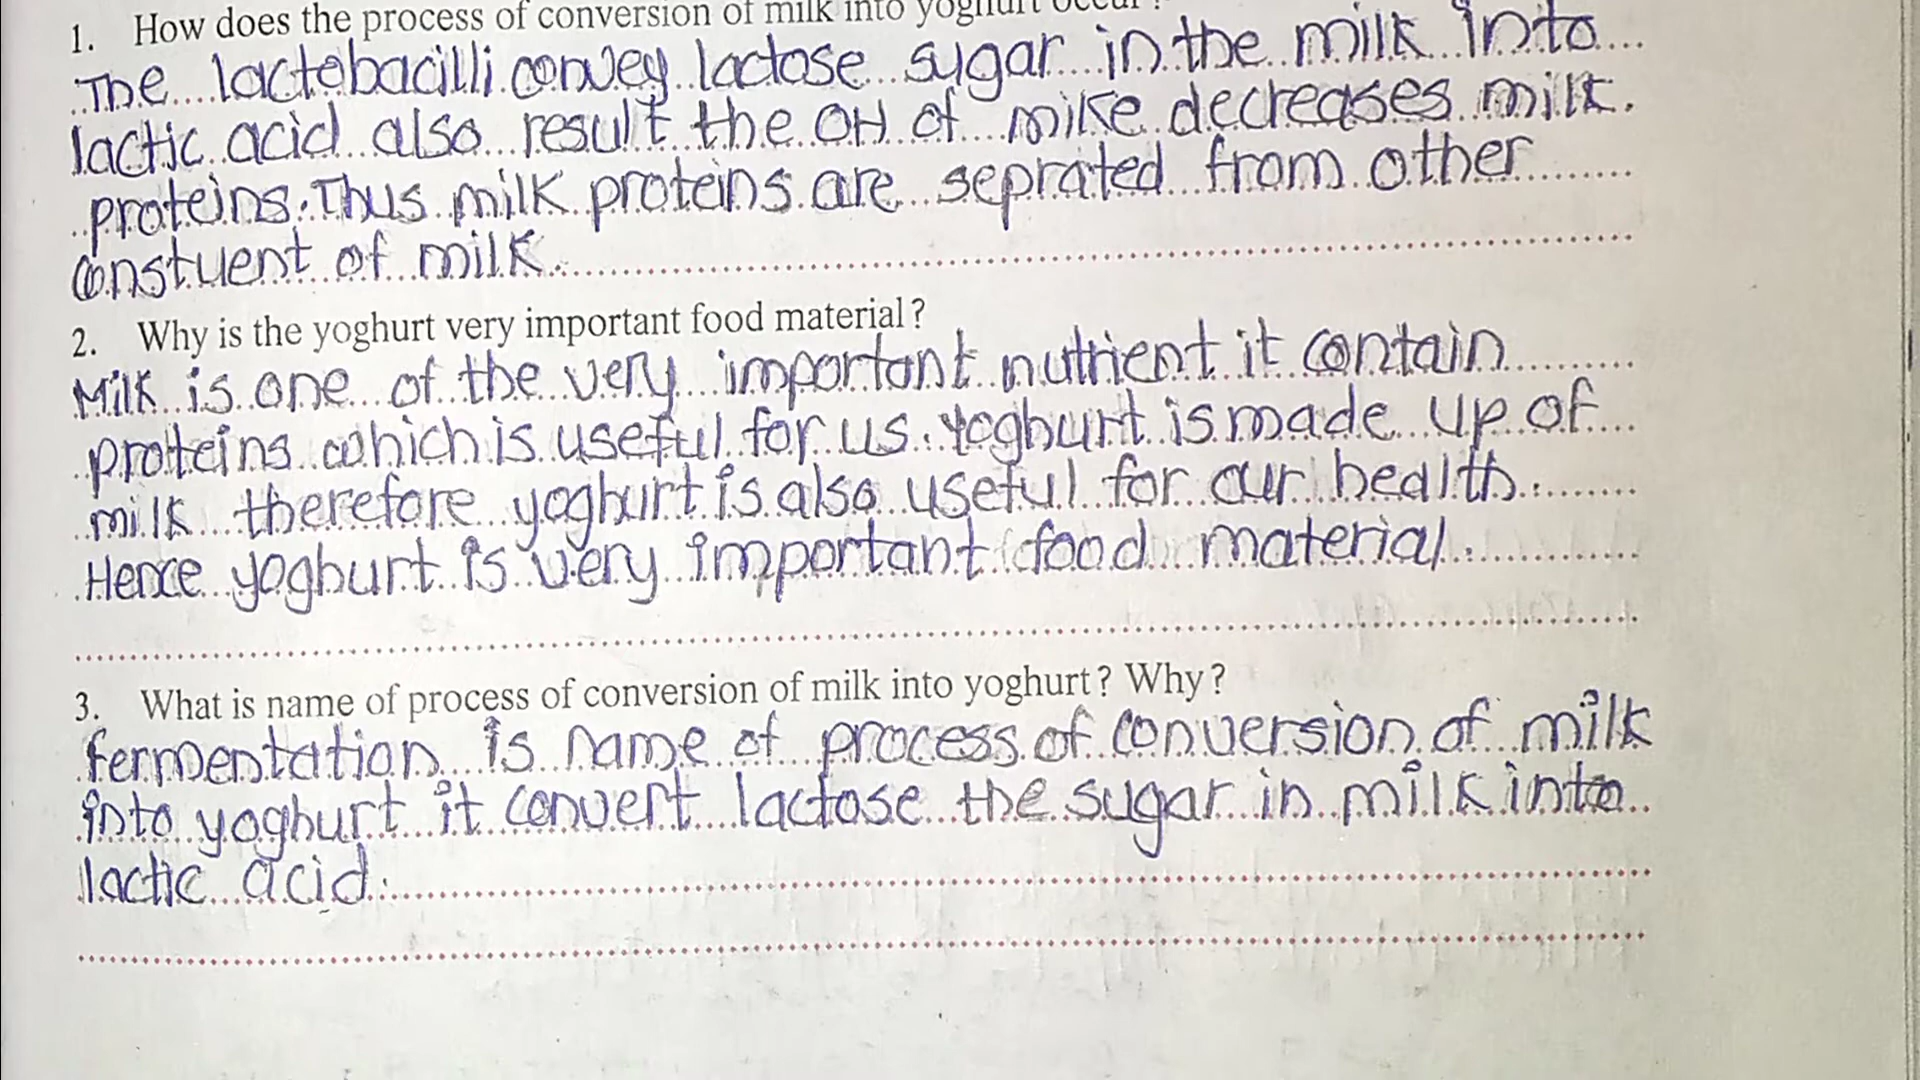 1. How does the process of conversion of milk into yoghurt occur?
The lactobacilli convey lactose sugar in the milk into
lactic acid also result the OH of mike decreases milk.
proteins. Thus milk proteins are seprated from other
constuent of milk.
2. Why is the yoghurt very important food material?
Milk is one of the very important nutrient it contain
proteins which is useful for us. Yoghurt is made up of
milk therefore yoghurt is also useful for our health.
Hence yoghurt is very important food material.
3. What is name of process of conversion of milk into yoghurt? Why?
fermentation is name of process of conversion of milk
into yoghurt it convert lactose the sugar in milk into
lactic acid.